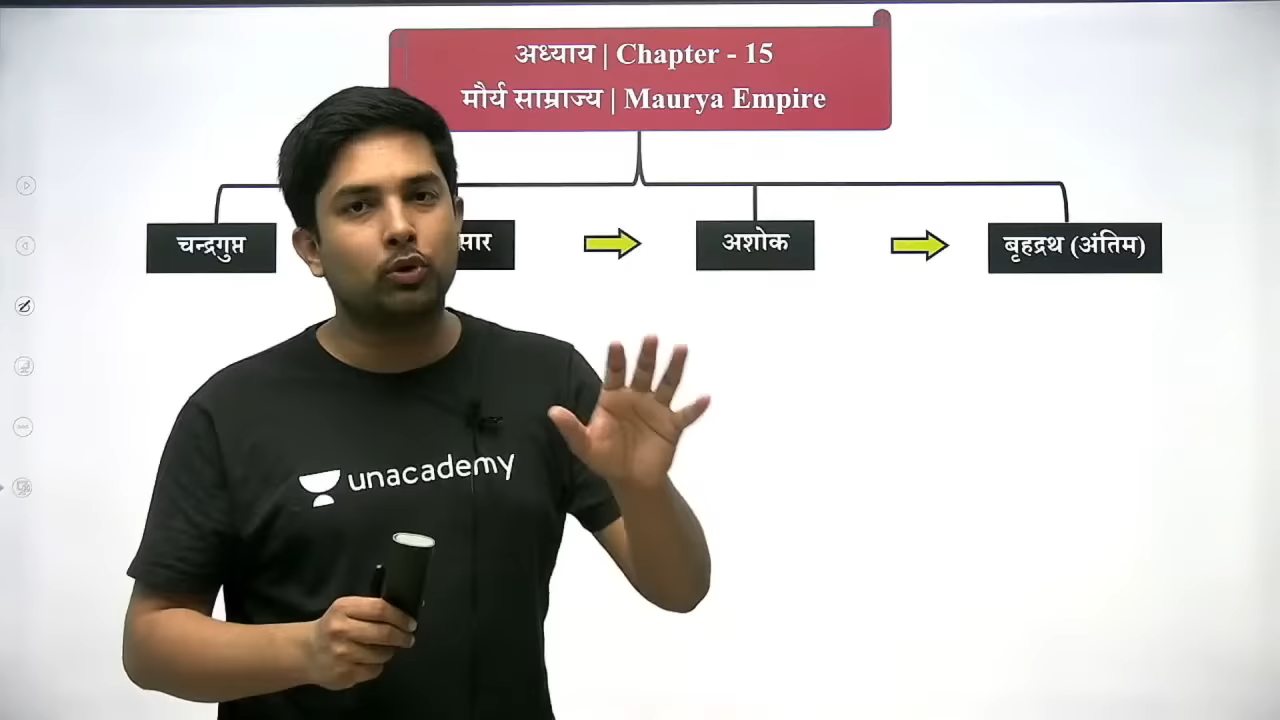 अध्याय | Chapter - 15
मौर्य साम्राज्य | Maurya Empire
चन्द्रगुप्त
अशोक
बृहद्रथ (अंतिम)
unacademy